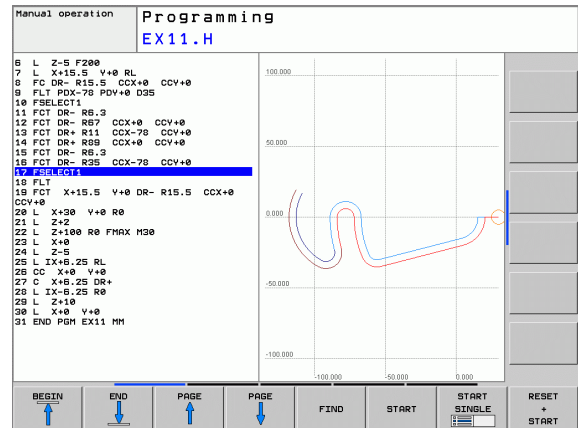 Manual operation
Programming
EX11.H
6 L Z-5 F200
7 L X+15.5 Y+0 RL
8 FC DR- R15.5 CCX+0 CCY+0
9 FLT PDX-78 PDY+0 D35
10 FSELECT1
11 FCT DR- R6.3
12 FCT DR- R67 CCX+0 CCY+0
13 FCT DR+ R11 CCX-78 CCY+0
14 FCT DR+ R89 CCX+0 CCY+0
15 FCT DR- R6.3
16 FCT DR- R35 CCX-78 CCY+0
17 FSELECT1
18 FLT
19 FCT X+15.5 Y+0 DR- R15.5 CCX+0
CCY+0
20 L X+30 Y+0 R0
21 L Z+2
22 L Z+100 R0 FMAX M30
23 L X+0
24 L Z-5
25 L IX+6.25 RL
26 CC X+0 Y+0
27 C X+6.25 DR+
28 L IX-6.25 R0
29 L Z+10
30 L X+0 Y+0
31 END PGM EX11 MM
100.000
50.000
0.000
-50.000
-100.000
-100.000 -50.000 0.000
BEGIN
END
PAGE
PAGE
FIND
START
START
SINGLE
RESET
+
START